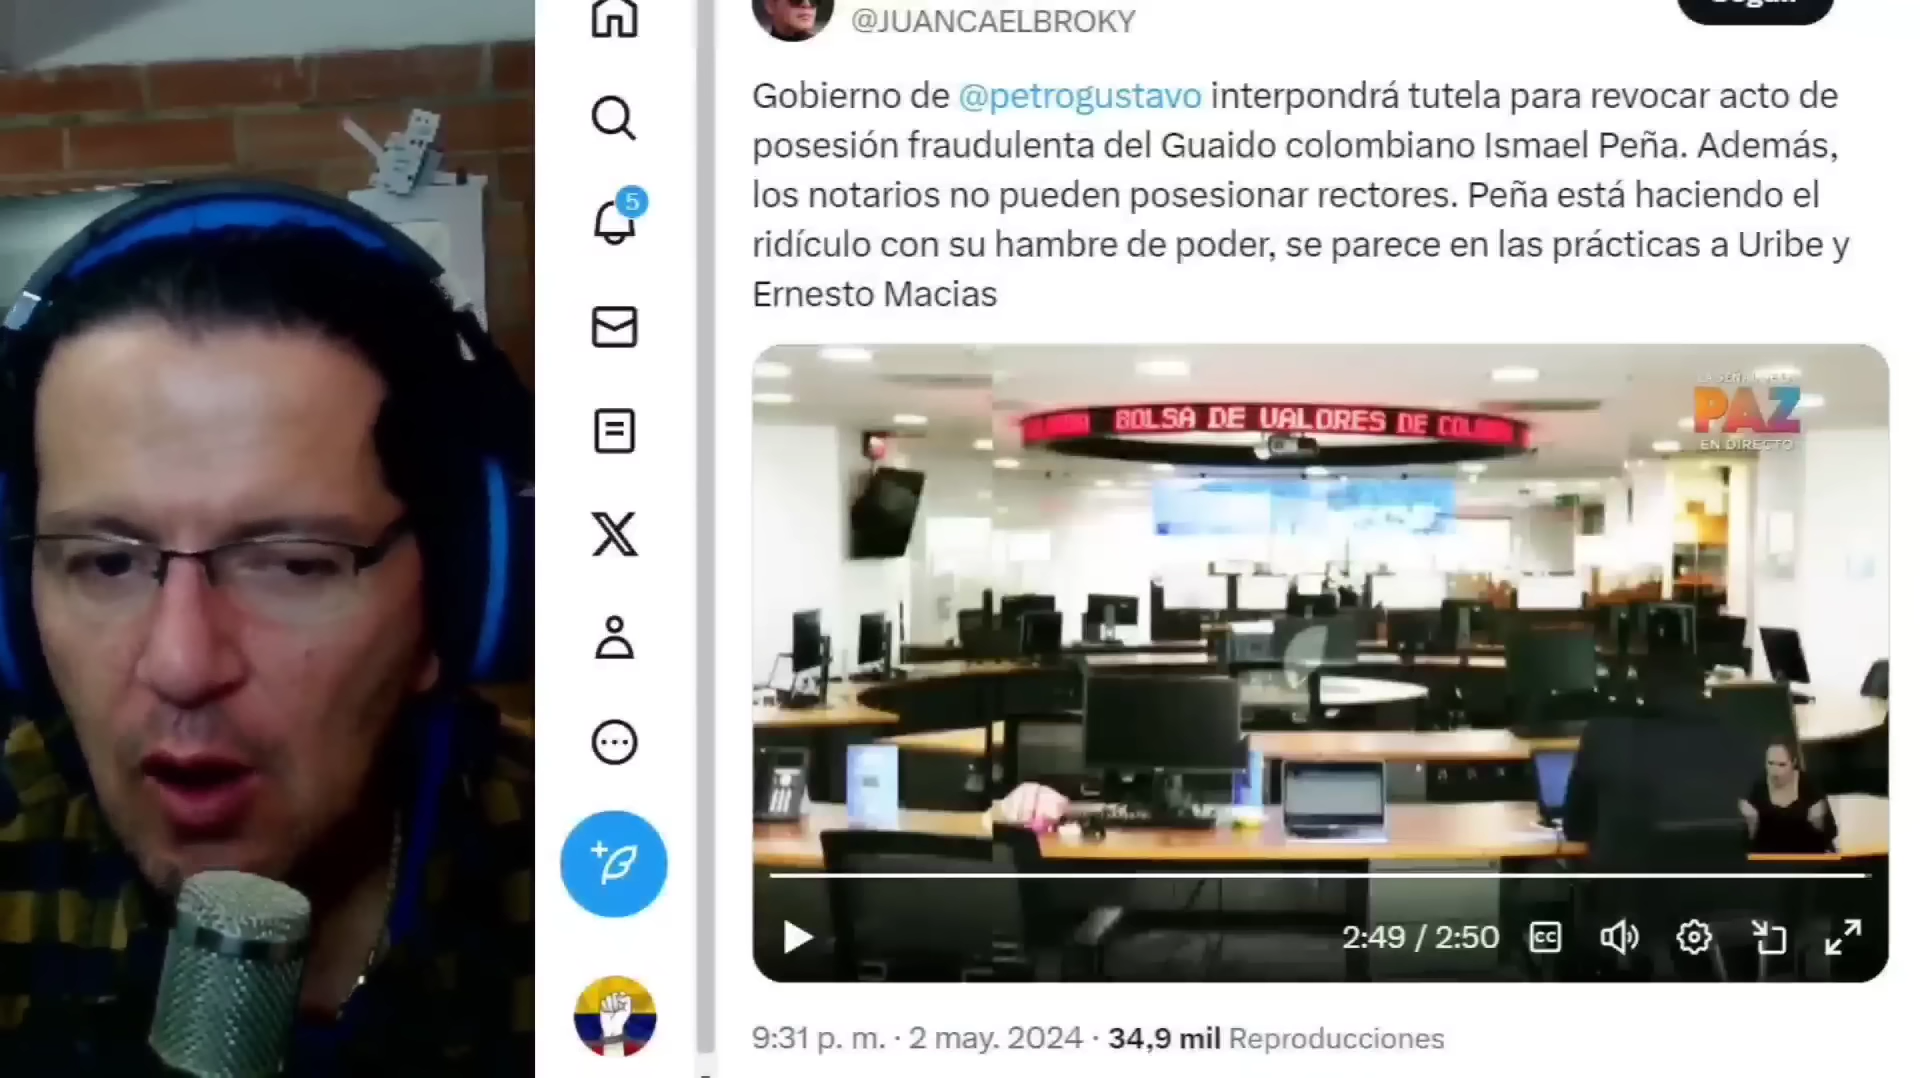 @JUANCAELBROKY
Gobierno de @petrogustavo interpondrá tutela para revocar acto de
posesión fraudulenta del Guaido colombiano Ismael Peña. Además,
los notarios no pueden posesionar rectores. Peña está haciendo el
ridículo con su hambre de poder, se parece en las prácticas a Uribe y
Ernesto Macias
5
BOLSA DE VALORES DE
PAZ
EN DIRECTO
2:49 / 2:50
CC
9:31 p. m. · 2 may. 2024 · 34,9 mil Reproducciones